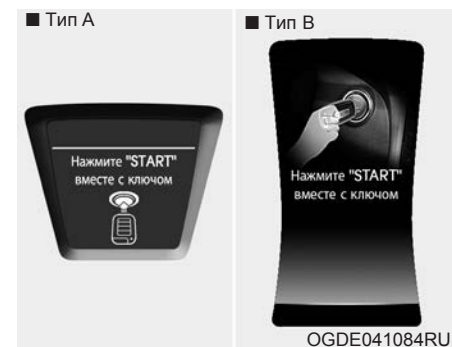 ■ Тип A
Нажмите "START"
вместе с ключом
■ Тип B
Нажмите "START"
вместе с ключом
OGDE041084RU